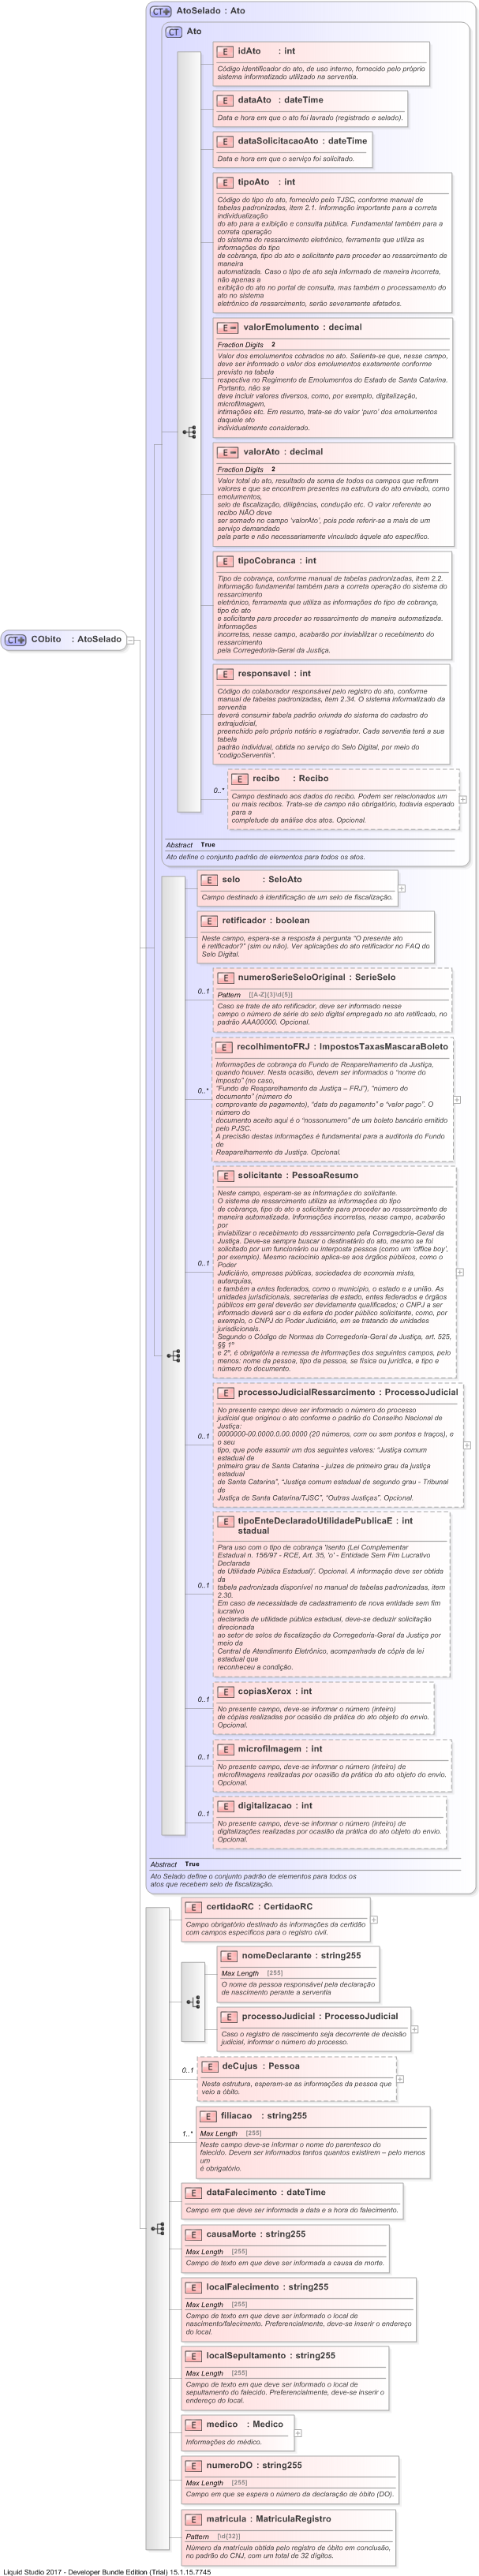 CT AtoSelado : Ato
CT Ato
E idAto : int
Código identificador do ato, de uso interno, fornecido pelo próprio
sistema informatizado utilizado na serventia.
E dataAto : dateTime
Data e hora em que o ato foi lavrado (registrado e selado).
E dataSolicitacaoAto : dateTime
Data e hora em que o serviço foi solicitado.
E tipoAto : int
Código do tipo do ato, fornecido pelo TJSC, conforme manual de
tabelas padronizadas, item 2.1. Informação importante para a correta
individualização
do ato para a exibição e consulta pública. Fundamental também para a
correta operação
do sistema do ressarcimento eletrônico, ferramenta que utiliza as
informações do tipo
de cobrança, tipo do ato e solicitante para proceder ao ressarcimento de
maneira
automatizada. Caso o tipo de ato seja informado de maneira incorreta,
não apenas a
exibição do ato no portal de consulta, mas também o processamento do
ato no sistema
eletrônico de ressarcimento, serão severamente afetados.
E valorEmolumento : decimal
Fraction Digits 2
Valor dos emolumentos cobrados no ato. Salienta-se que, nesse campo,
deve ser informado o valor dos emolumentos exatamente conforme
previsto na tabela
respectiva no Regimento de Emolumentos do Estado de Santa Catarina.
Portanto, não se
deve incluir valores diversos, como, por exemplo, digitalização,
microfilmagem,
intimações etc. Em resumo, trata-se do valor 'puro' dos emolumentos
daquele ato
individualmente considerado.
E valorAto : decimal
Fraction Digits 2
Valor total do ato, resultado da soma de todos os campos que refiram
valores e que se encontrem presentes na estrutura do ato enviado, como
emolumentos,
selo de fiscalização, diligências, condução etc. O valor referente ao
recibo NÃO deve
ser somado no campo 'valorAto', pois pode referir-se a mais de um
serviço demandado
pela parte e não necessariamente vinculado àquele ato específico.
E tipoCobranca : int
Tipo de cobrança, conforme manual de tabelas padronizadas, item 2.2.
Informação fundamental também para a correta operação do sistema do
ressarcimento
eletrônico, ferramenta que utiliza as informações do tipo de cobrança,
tipo do ato
e solicitante para proceder ao ressarcimento de maneira automatizada.
Informações
incorretas, nesse campo, acabarão por inviabilizar o recebimento do
ressarcimento
pela Corregedoria-Geral da Justiça.
CT CObito : AtoSelado
E responsavel : int
Código do colaborador responsável pelo registro do ato, conforme
manual de tabelas padronizadas, item 2.34. O sistema informatizado da
serventia
deverá consumir tabela padrão oriunda do sistema do cadastro do
extrajudicial,
preenchido pelo próprio notário e registrador. Cada serventia terá a sua
tabela
padrão individual, obtida no serviço do Selo Digital, por meio do
"codigoServentia".
0..*
E recibo : Recibo
Campo destinado aos dados do recibo. Podem ser relacionados um
ou mais recibos. Trata-se de campo não obrigatório, todavia esperado
para a
completude da análise dos atos. Opcional.
Abstract True
Ato define o conjunto padrão de elementos para todos os atos.
E selo : SeloAto
Campo destinado à identificação de um selo de fiscalização.
E retificador : boolean
Neste campo, espera-se a resposta à pergunta "O presente ato
é retificador?" (sim ou não). Ver aplicações do ato retificador no FAQ do
Selo Digital.
0..1
E numeroSerieSeloOriginal : SerieSelo
Pattern [[A-Z]{3}\d{5}]
Caso se trate de ato retificador, deve ser informado nesse
campo o número de série do selo digital empregado no ato retificado, no
padrão AAA00000. Opcional.
0..*
E recolhimentoFRJ : ImpostosTaxasMascaraBoleto
Informações de cobrança do Fundo de Reaparelhamento da Justiça,
quando houver. Nesta ocasião, devem ser informados o "nome do
imposto" (no caso,
"Fundo de Reaparelhamento da Justiça – FRJ"), "número do
documento" (número do
comprovante de pagamento), "data do pagamento" e "valor pago". O
número do
documento aceito aqui é o "nossonumero" de um boleto bancário emitido
pelo PJSC.
A precisão destas informações é fundamental para a auditoria do Fundo
de
Reaparelhamento da Justiça. Opcional.
0..1
E solicitante : PessoaResumo
Neste campo, esperam-se as informações do solicitante.
O sistema de ressarcimento utiliza as informações do tipo
de cobrança, tipo do ato e solicitante para proceder ao ressarcimento de
maneira automatizada. Informações incorretas, nesse campo, acabarão
por
inviabilizar o recebimento do ressarcimento pela Corregedoria-Geral da
Justiça. Deve-se sempre buscar o destinatário do ato, mesmo se foi
solicitado por um funcionário ou interposta pessoa (como um 'office boy',
por exemplo). Mesmo raciocínio aplica-se aos órgãos públicos, como o
Poder
Judiciário, empresas públicas, sociedades de economia mista,
autarquias,
e também a entes federados, como o município, o estado e a união. As
unidades jurisdicionais, secretarias de estado, entes federados e órgãos
públicos em geral deverão ser devidamente qualificados; o CNPJ a ser
informado deverá ser o da esfera do poder público solicitante, como, por
exemplo, o CNPJ do Poder Judiciário, em se tratando de unidades
jurisdicionais.
Segundo o Código de Normas da Corregedoria-Geral da Justiça, art. 525,
§§ 1º
e 2º, é obrigatória a remessa de informações dos seguintes campos, pelo
menos: nome da pessoa, tipo da pessoa, se física ou jurídica, e tipo e
número do documento.
0..1
E processoJudicialRessarcimento : ProcessoJudicial
No presente campo deve ser informado o número do processo
judicial que originou o ato conforme o padrão do Conselho Nacional de
Justiça:
0000000-00.0000.0.00.0000 (20 números, com ou sem pontos e traços), e
o seu
tipo, que pode assumir um dos seguintes valores: "Justiça comum
estadual de
primeiro grau de Santa Catarina - juízes de primeiro grau da justiça
estadual
de Santa Catarina", "Justiça comum estadual de segundo grau - Tribunal
de
Justiça de Santa Catarina/TJSC", "Outras Justiças". Opcional.
0..1
E tipoEnteDeclaradoUtilidadePublicaE : int
stadual
Para uso com o tipo de cobrança 'Isento (Lei Complementar
Estadual n. 156/97 - RCE, Art. 35, 'o' - Entidade Sem Fim Lucrativo
Declarada
de Utilidade Pública Estadual)'. Opcional. A informação deve ser obtida
da
tabela padronizada disponível no manual de tabelas padronizadas, item
2.30.
Em caso de necessidade de cadastramento de nova entidade sem fim
lucrativo
declarada de utilidade pública estadual, deve-se deduzir solicitação
direcionada
ao setor de selos de fiscalização da Corregedoria-Geral da Justiça por
meio da
Central de Atendimento Eletrônico, acompanhada de cópia da lei
estadual que
reconheceu a condição.
0..1
E copiasXerox : int
No presente campo, deve-se informar o número (inteiro)
de cópias realizadas por ocasião da prática do ato objeto do envio.
Opcional.
0..1
E microfilmagem : int
No presente campo, deve-se informar o número (inteiro) de
microfilmagens realizadas por ocasião da prática do ato objeto do envio.
Opcional.
0..1
E digitalizacao : int
No presente campo, deve-se informar o número (inteiro) de
digitalizações realizadas por ocasião da prática do ato objeto do envio.
Opcional.
Abstract True
Ato Selado define o conjunto padrão de elementos para todos os
atos que recebem selo de fiscalização.
E certidaoRC : CertidaoRC
Campo obrigatório destinado às informações da certidão
com campos específicos para o registro civil.
E nomeDeclarante : string255
Max Length [255]
O nome da pessoa responsável pela declaração
de nascimento perante a serventia
E processoJudicial : ProcessoJudicial
Caso o registro de nascimento seja decorrente de decisão
judicial, informar o número do processo.
0..1
E deCujus : Pessoa
Nesta estrutura, esperam-se as informações da pessoa que
veio a óbito.
1..*
E filiacao : string255
Max Length [255]
Neste campo deve-se informar o nome do parentesco do
falecido. Devem ser informados tantos quantos existirem – pelo menos
um
é obrigatório.
E dataFalecimento : dateTime
Campo em que deve ser informada a data e a hora do falecimento.
E causaMorte : string255
Max Length [255]
Campo de texto em que deve ser informada a causa da morte.
E localFalecimento : string255
Max Length [255]
Campo de texto em que deve ser informado o local de
nascimento/falecimento. Preferencialmente, deve-se inserir o endereço
do local.
E localSepultamento : string255
Max Length [255]
Campo de texto em que deve ser informado o local de
sepultamento do falecido. Preferencialmente, deve-se inserir o
endereço do local.
E medico : Medico
Informações do médico.
E numeroDO : string255
Max Length [255]
Campo em que se espera o número da declaração de óbito (DO).
E matricula : MatriculaRegistro
Pattern [\d{32}]
Número da matrícula obtida pelo registro de óbito em conclusão,
no padrão do CNJ, com um total de 32 dígitos.
Liquid Studio 2017 - Developer Bundle Edition (Trial) 15.1.15.7745